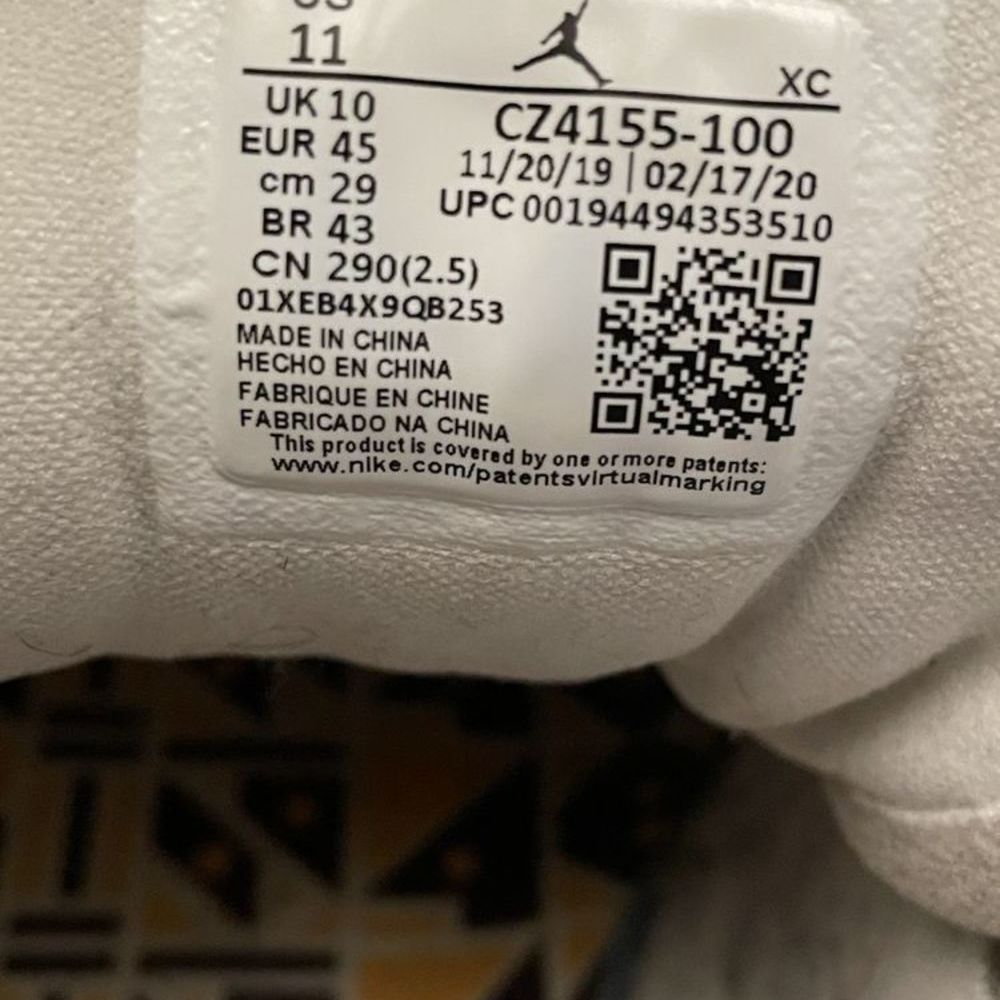 US
11
XC
UK 10
EUR 45
cm 29
BR 43
CN 290(2.5)
CZ4155-100
11/20/19 | 02/17/20
UPC 00194494353510
01XEB4X9QB253
MADE IN CHINA
HECHO EN CHINA
FABRIQUE EN CHINE
FABRICADO NA CHINA
This product is covered by one or more patents:
www.nike.com/patentsvirtualmarking